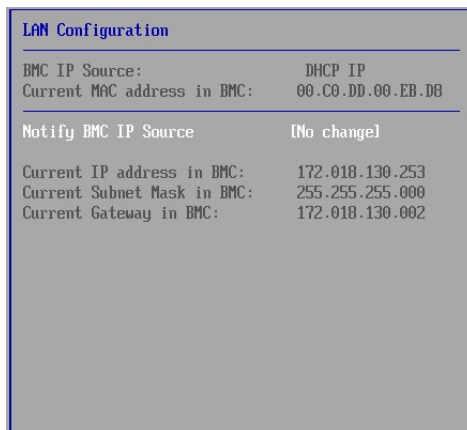 LAN Configuration
BMC IP Source: DHCP IP
Current MAC address in BMC: 00.C0.DD.00.EB.D8
Notify BMC IP Source [No change]
Current IP address in BMC: 172.018.130.253
Current Subnet Mask in BMC: 255.255.255.000
Current Gateway in BMC: 172.018.130.002